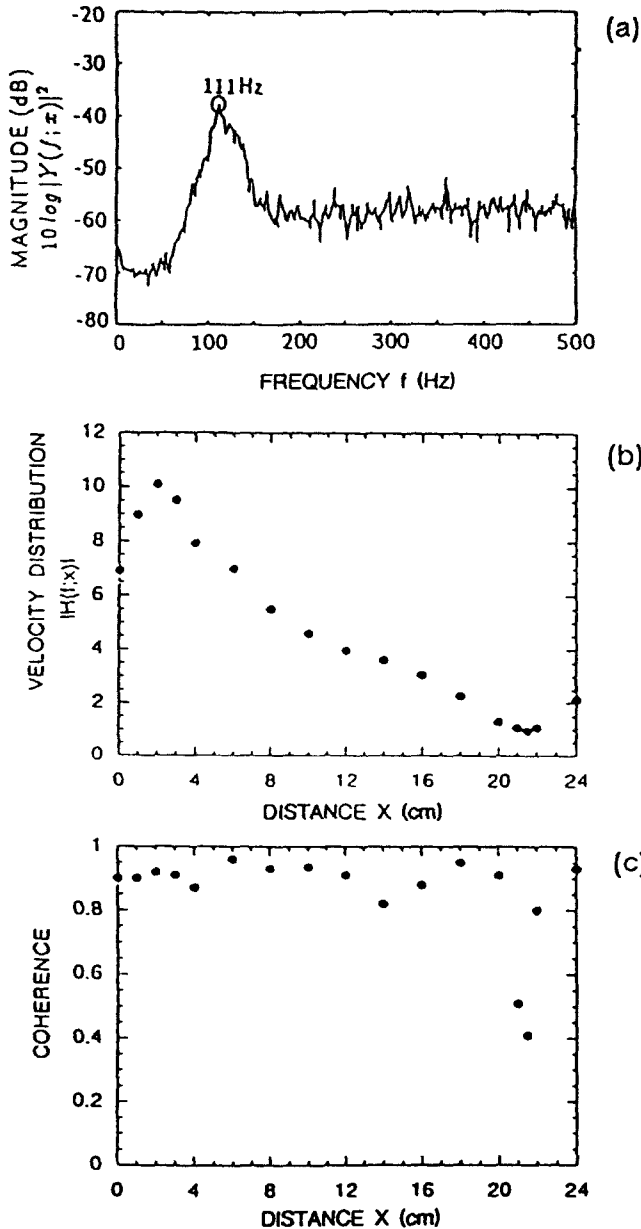 (a)
-20
-30
-40
-50
-60
-70
-80
111Hz
MAGNITUDE (dB)
10 log |Y(f; x)|²
0 100 200 300 400 500
FREQUENCY f (Hz)
(b)
12
10
8
6
4
2
0
VELOCITY DISTRIBUTION
|H(f;x)|
0 4 8 12 16 20 24
DISTANCE X (cm)
(c)
1
0.8
0.6
0.4
0.2
0
COHERENCE
0 4 8 12 16 20 24
DISTANCE X (cm)